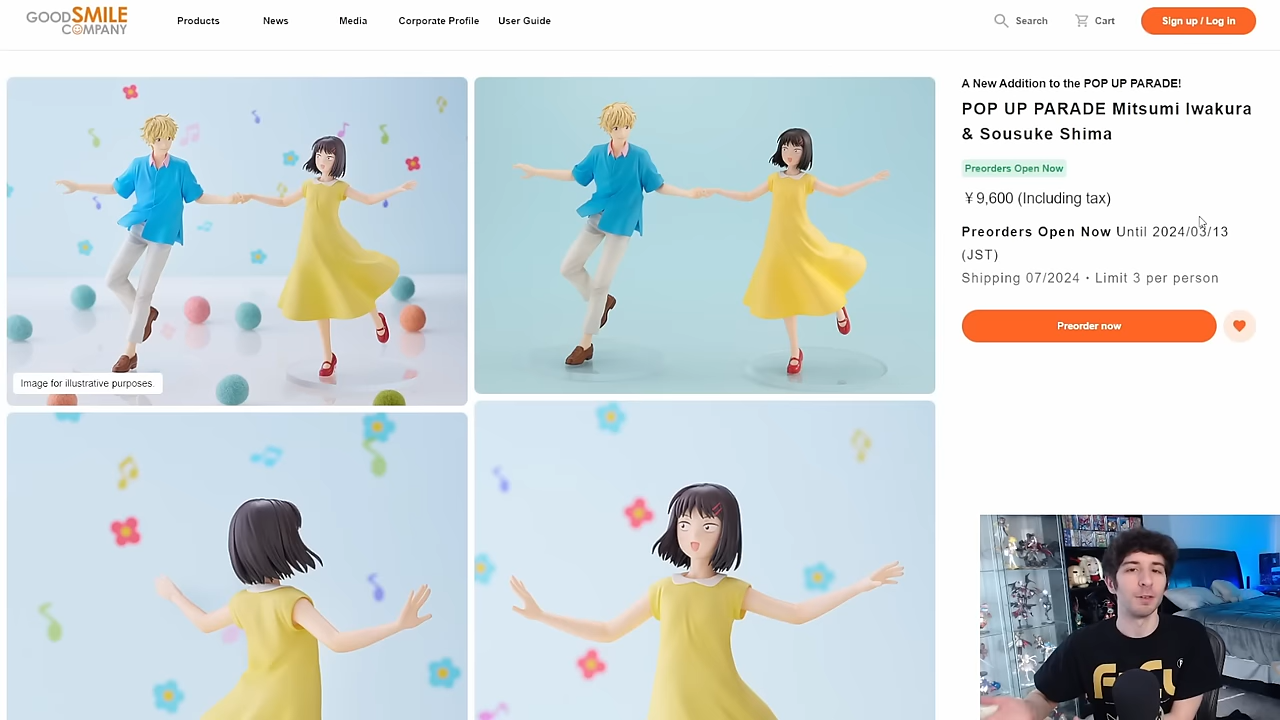 GOODSMILE
COMPANY
Products
News
Media
Corporate Profile
User Guide
Search
Cart
Sign up / Log in
A New Addition to the POP UP PARADE!
POP UP PARADE Mitsumi Iwakura
& Sousuke Shima
Preorders Open Now
¥ 9,600 (Including tax)
Preorders Open Now Until 2024/03/13
(JST)
Shipping 07/2024・Limit 3 per person
Preorder now
Image for illustrative purposes.